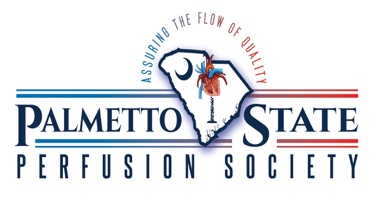 ASSURING THE FLOW OF QUALITY
PALMETTO STATE
PERFUSION SOCIETY